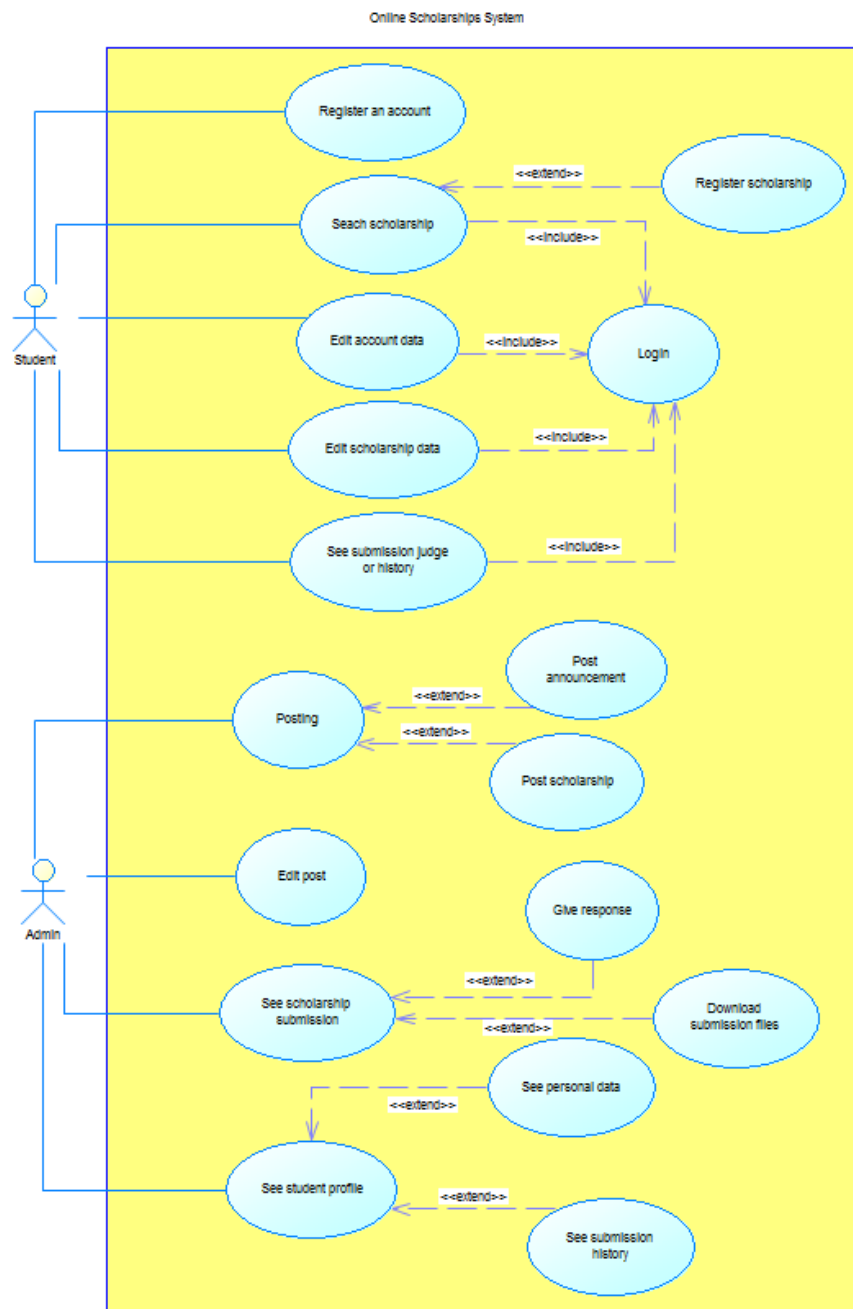 Online Scholarships System
Register an account
<<extend>>
Register scholarship
Seach scholarship
<<include>>
Student
Edit account data
<<include>>
Login
Edit scholarship data
<<include>>
See submission judge
or history
<<include>>
Post
announcement
<<extend>>
Posting
<<extend>>
Post scholarship
Edit post
Give response
Admin
<<extend>>
See scholarship
submission
Download
submission files
<<extend>>
See personal data
<<extend>>
See student profile
<<extend>>
See submission
history